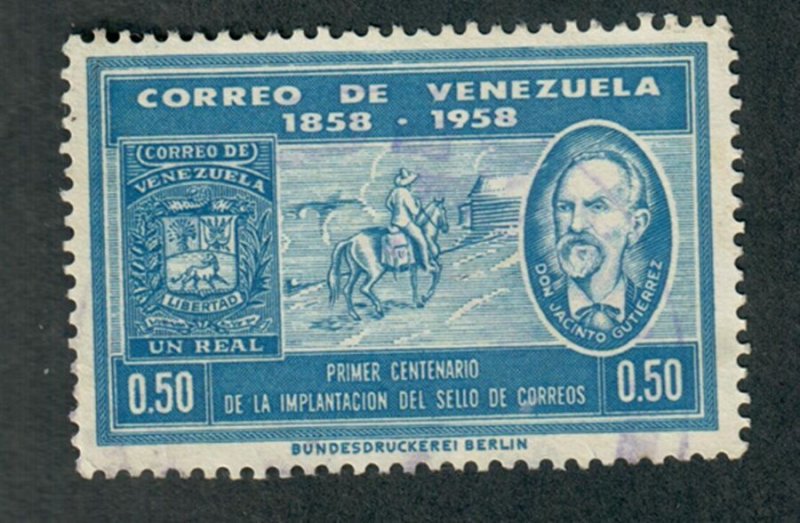 CORREO DE VENEZUELA
1858 - 1958
CORREO DE
VENEZUELA
LIBERTAD
UN REAL
DON JACINTO GUTIERREZ
0.50
PRIMER CENTENARIO
DE LA IMPLANTACION DEL SELLO DE CORREOS
0.50
BUNDESDRUCKEREI BERLIN